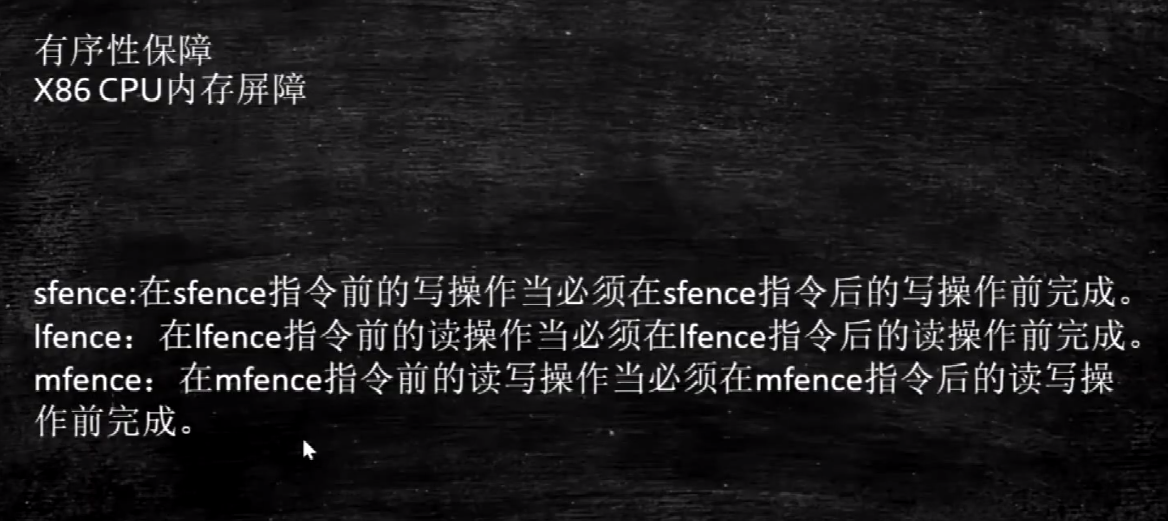 有序性保障
X86 CPU内存屏障
sfence:在sfence指令前的写操作当必须在sfence指令后的写操作前完成。
lfence：在lfence指令前的读操作当必须在lfence指令后的读操作前完成。
mfence：在mfence指令前的读写操作当必须在mfence指令后的读写操
作前完成。